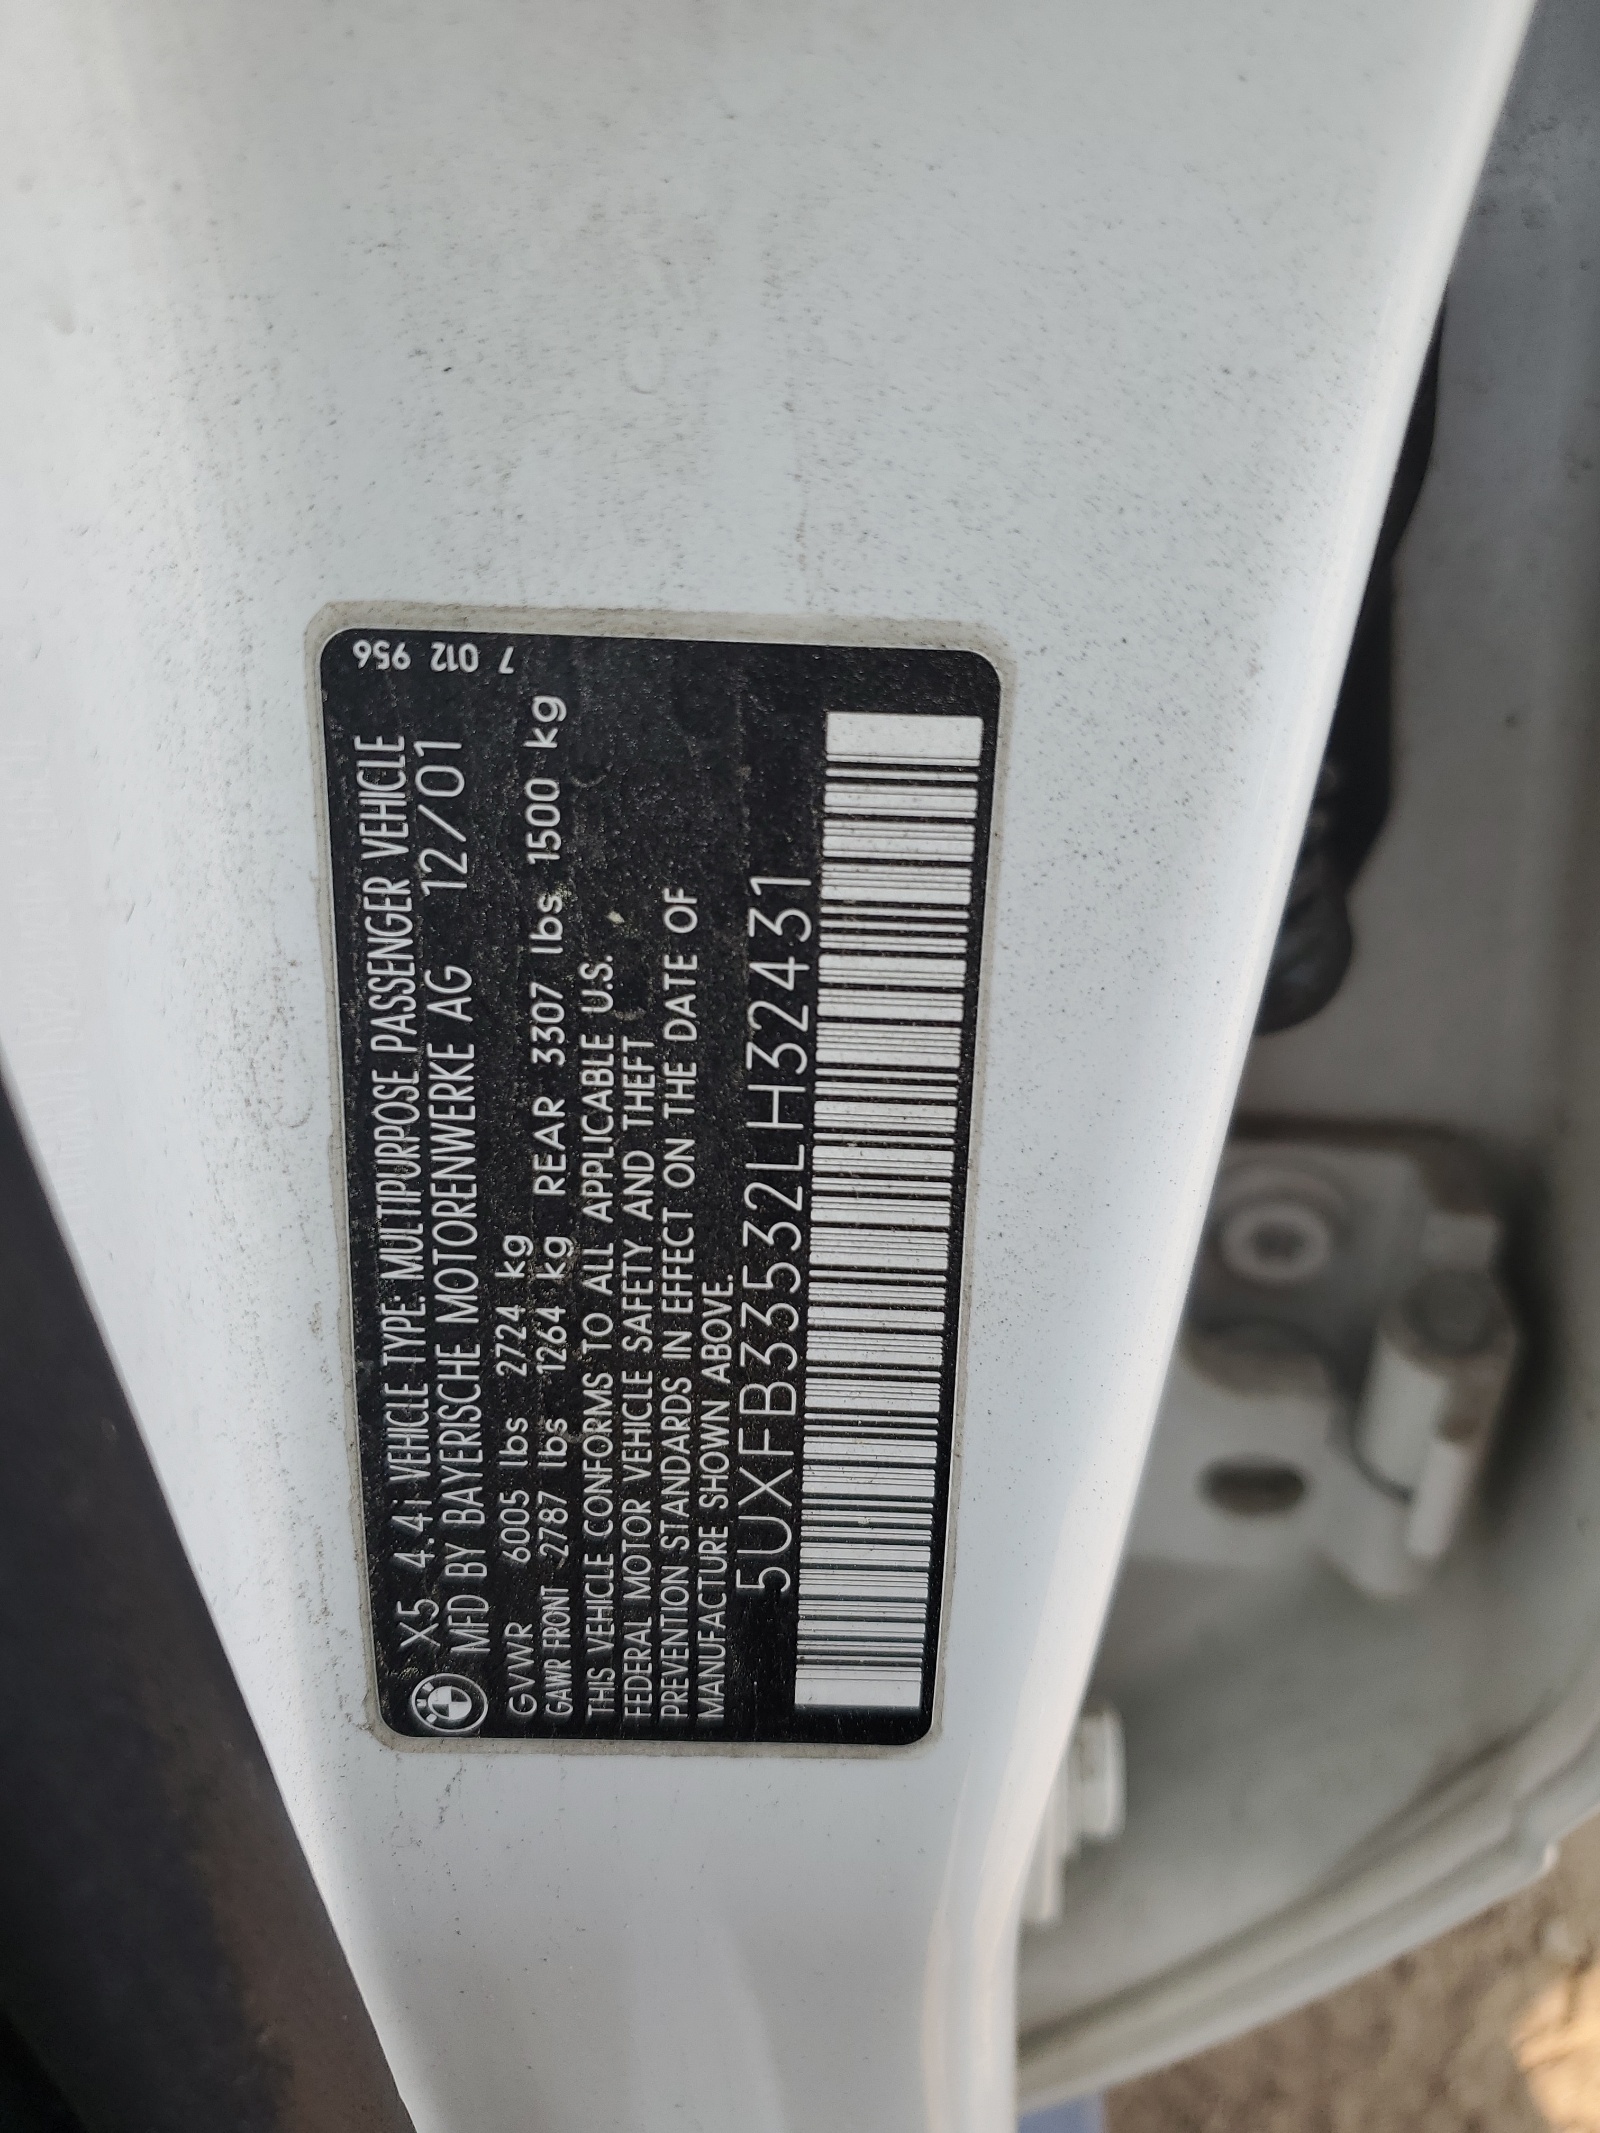 X5 4.4i VEHICLE TYPE: MULTIPURPOSE PASSENGER VEHICLE
MFD BY BAYERISCHE MOTORENWERKE AG 12/01
GVWR 6005 lbs 2724 kg
GAWR FRONT 2787 lbs 1264 kg REAR 3307 lbs 1500 kg
THIS VEHICLE CONFORMS TO ALL APPLICABLE U.S.
FEDERAL MOTOR VEHICLE SAFETY AND THEFT
PREVENTION STANDARDS IN EFFECT ON THE DATE OF
MANUFACTURE SHOWN ABOVE.
5UXFB33532LH32431
7 012 956